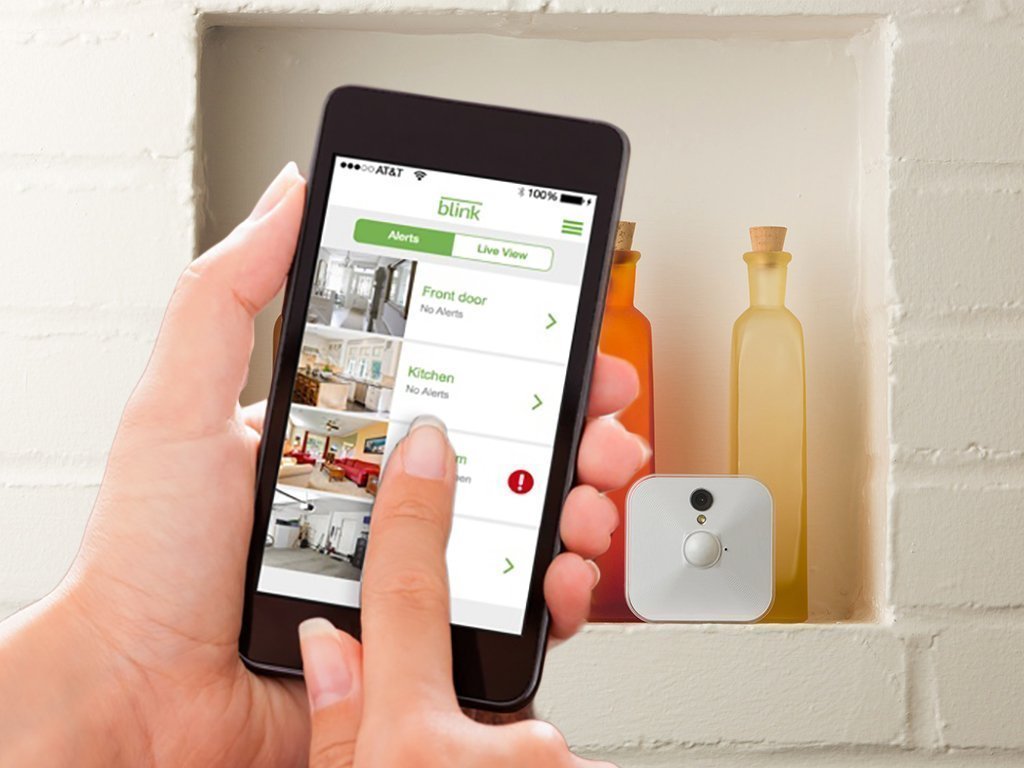 AT&T
100%
blink
Alerts
Live View
Front door
No Alerts
Kitchen
No Alerts